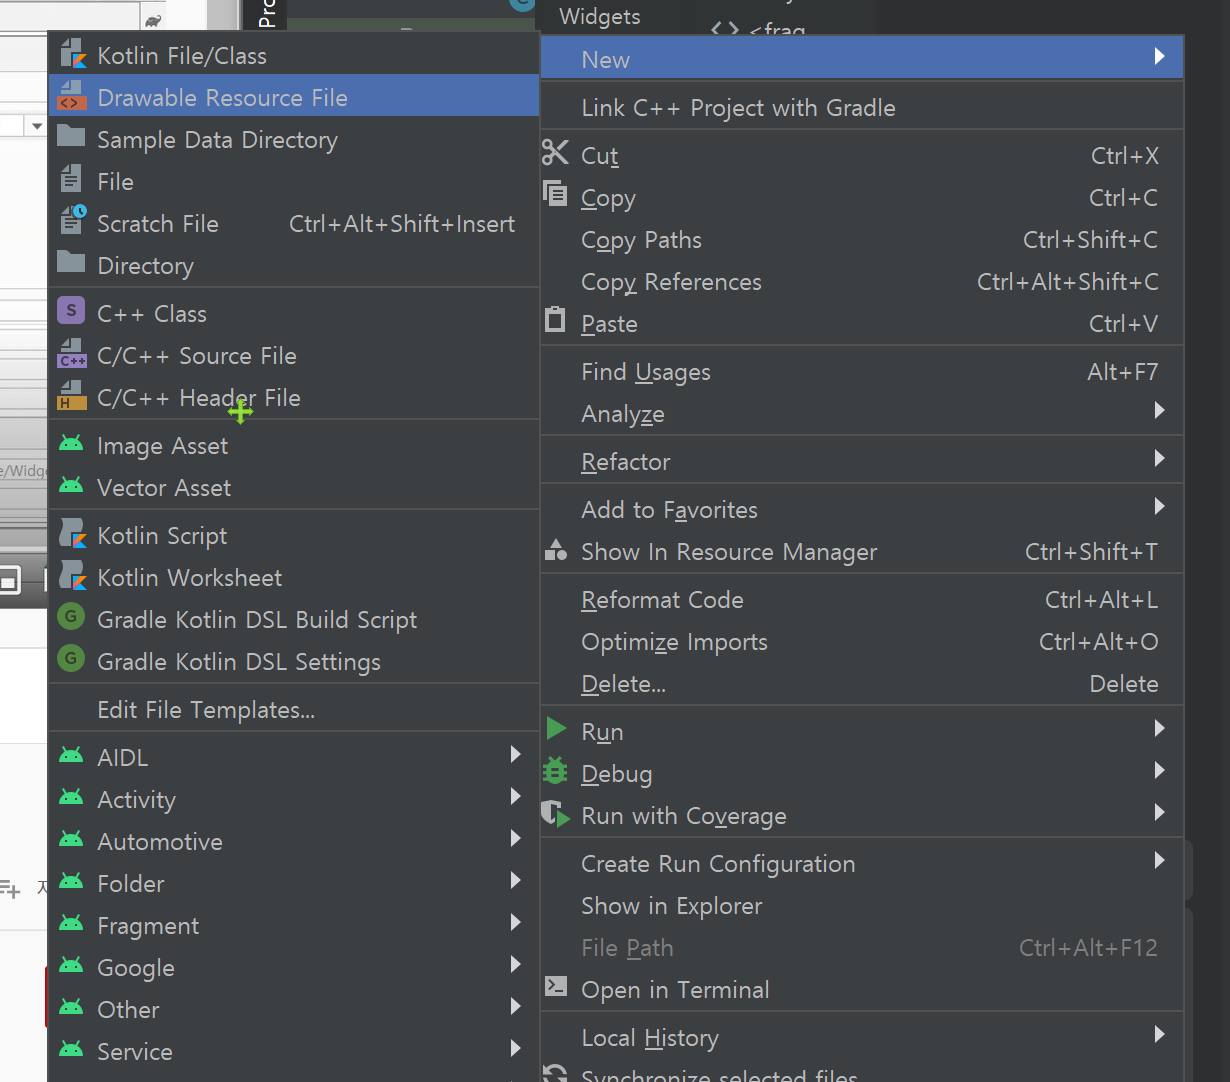 Pro
Widgets
<frag
Kotlin File/Class
Drawable Resource File
Sample Data Directory
File
Scratch File Ctrl+Alt+Shift+Insert
Directory
S C++ Class
C++ C/C++ Source File
H C/C++ Header File
Image Asset
Vector Asset
Kotlin Script
Kotlin Worksheet
G Gradle Kotlin DSL Build Script
G Gradle Kotlin DSL Settings
Edit File Templates...
AIDL
Activity
Automotive
Folder
Fragment
Google
Other
Service
New
Link C++ Project with Gradle
Cut Ctrl+X
Copy Ctrl+C
Copy Paths Ctrl+Shift+C
Copy References Ctrl+Alt+Shift+C
Paste Ctrl+V
Find Usages Alt+F7
Analyze
Refactor
Add to Favorites
Show In Resource Manager Ctrl+Shift+T
Reformat Code Ctrl+Alt+L
Optimize Imports Ctrl+Alt+O
Delete... Delete
Run
Debug
Run with Coverage
Create Run Configuration
Show in Explorer
File Path Ctrl+Alt+F12
Open in Terminal
Local History
Synchronize selected files
e/Widge